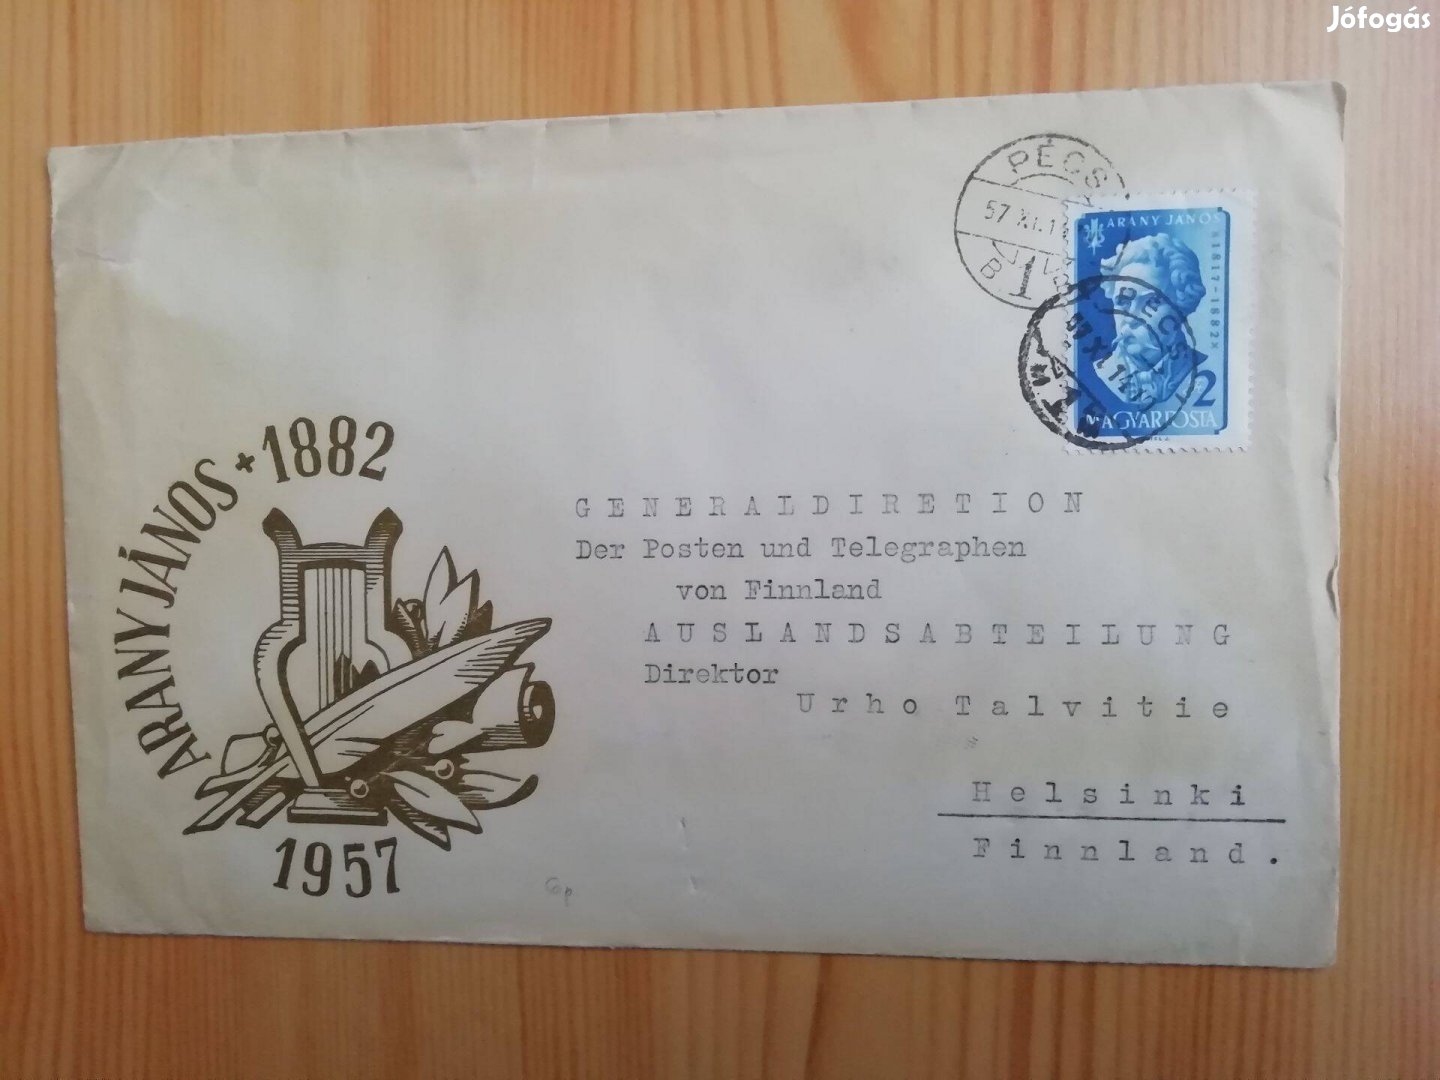 Jófogás
PÉCS
57 XI.1
B 1
ARANY JÁNOS
1817-1882
2
MAGYAR POSTA
PÉCS
ARANY JÁNOS + 1882
1957
GENERALDIRETION
Der Posten und Telegraphen
von Finnland
AUSLANDSABTEILUNG
Direktor
Urho Talvitie
Helsinki
Finnland.